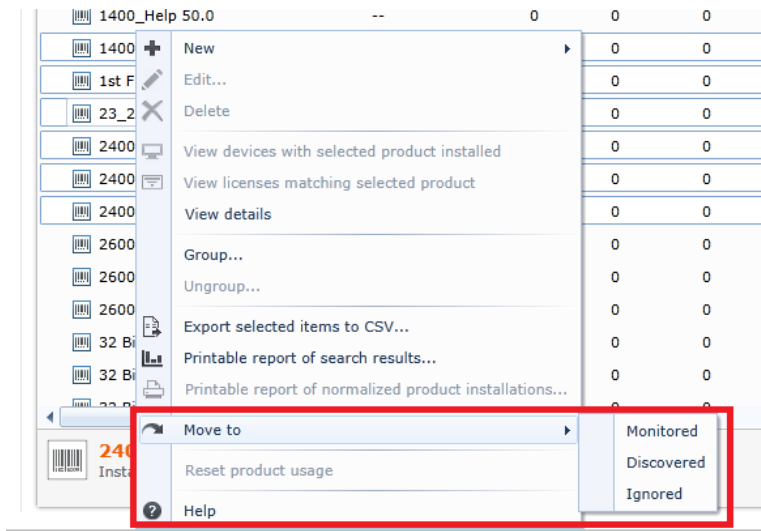 1400_Help 50.0 -- 0 0 0
1400 New 0 0
1st F Edit... 0 0
23_2 Delete 0 0
2400 View devices with selected product installed 0 0
2400 View licenses matching selected product 0 0
2400 View details 0 0
2600 Group... 0 0
2600 Ungroup... 0 0
2600 Export selected items to CSV... 0 0
32 Bi Printable report of search results... 0 0
32 Bi Printable report of normalized product installations... 0 0
Move to Monitored
240
Insta Reset product usage Discovered
Ignored
Help